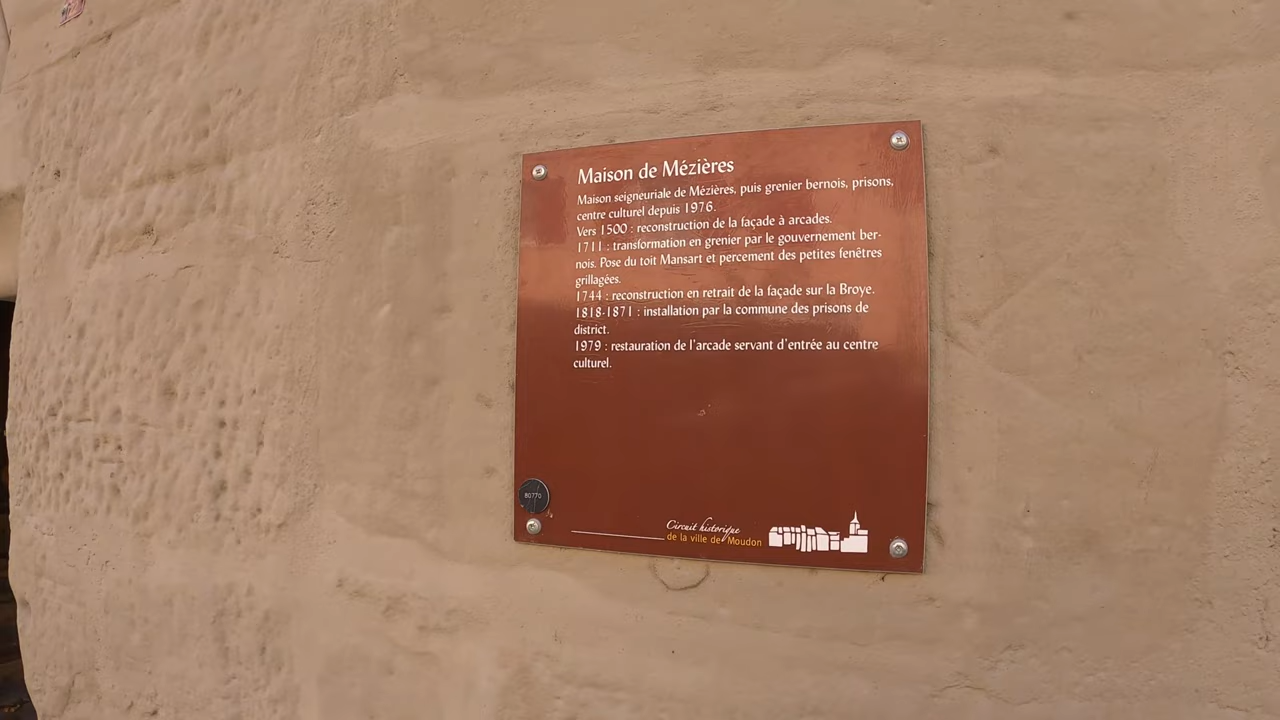 Maison de Mézières
Maison seigneuriale de Mézières, puis grenier bernois, prisons,
centre culturel depuis 1976.
Vers 1500 : reconstruction de la façade à arcades.
1711 : transformation en grenier par le gouvernement ber-
nois. Pose du toit Mansart et percement des petites fenêtres
grillagées.
1744 : reconstruction en retrait de la façade sur la Broye.
1818-1871 : installation par la commune des prisons de
district.
1979 : restauration de l'arcade servant d'entrée au centre
culturel.
80770
Circuit historique
de la ville de Moudon